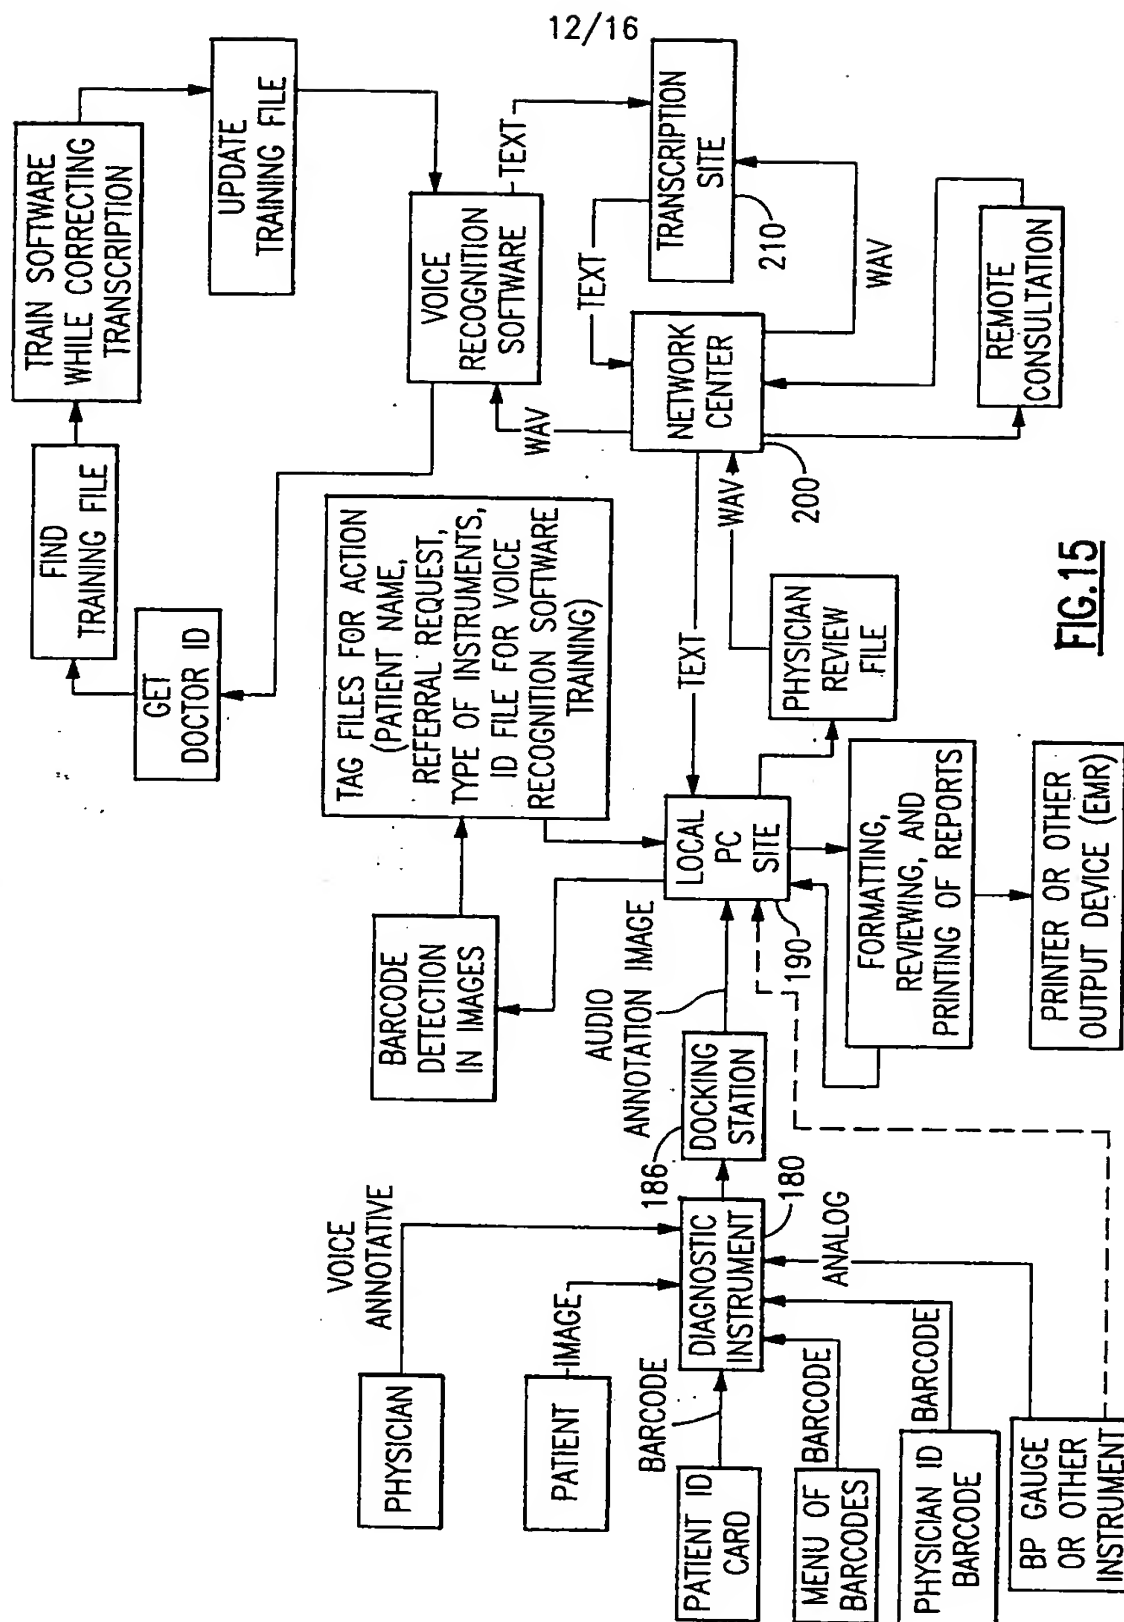 12/16
TRAIN SOFTWARE
WHILE CORRECTING
TRANSCRIPTION
UPDATE
TRAINING FILE
FIND
TRAINING FILE
GET
DOCTOR ID
VOICE
RECOGNITION
SOFTWARE
TEXT
TRANSCRIPTION
SITE
210
TEXT
WAV
NETWORK
CENTER
200
WAV
REMOTE
CONSULTATION
TAG FILES FOR ACTION
(PATIENT NAME,
REFERRAL REQUEST,
TYPE OF INSTRUMENTS,
ID FILE FOR VOICE
RECOGNITION SOFTWARE
TRAINING)
BARCODE
DETECTION
IN IMAGES
TEXT
WAV
PHYSICIAN
REVIEW
FILE
LOCAL
PC
SITE
190
FORMATTING,
REVIEWING, AND
PRINTING OF REPORTS
PRINTER OR OTHER
OUTPUT DEVICE (EMR)
AUDIO
ANNOTATION IMAGE
DOCKING
STATION
186
VOICE
ANNOTATIVE
PHYSICIAN
PATIENT
IMAGE
DIAGNOSTIC
INSTRUMENT
180
BARCODE
PATIENT ID
CARD
BARCODE
MENU OF
BARCODES
BARCODE
PHYSICIAN ID
BARCODE
ANALOG
BP GAUGE
OR OTHER
INSTRUMENT
FIG.15